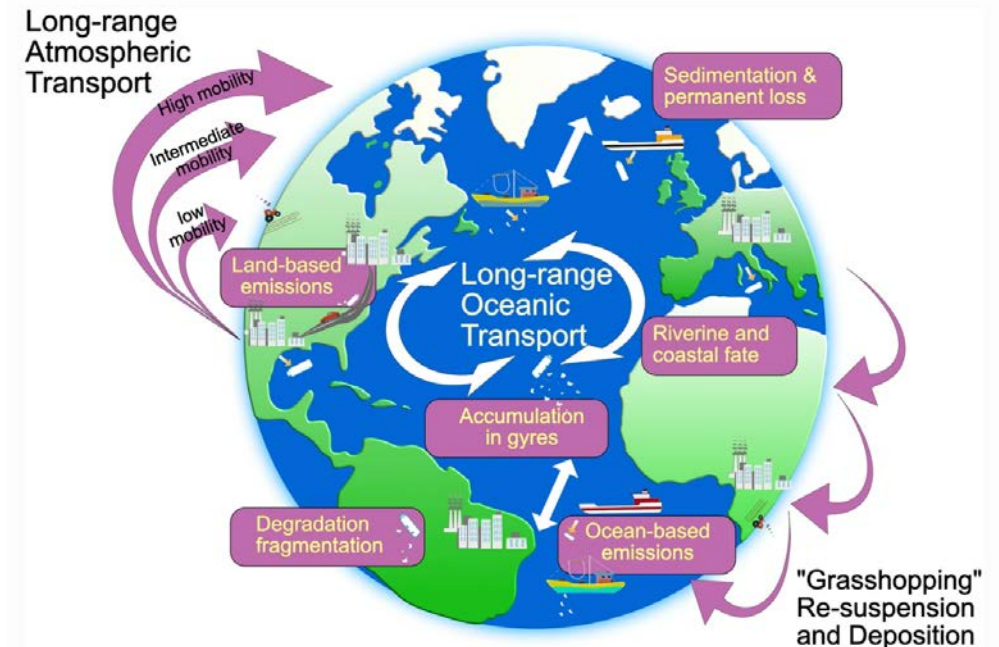 Long-range
Atmospheric
Transport
High mobility
Intermediate
mobility
low
mobility
Sedimentation &
permanent loss
Land-based
emissions
Long-range
Oceanic
Transport
Riverine and
coastal fate
Accumulation
in gyres
Degradation
fragmentation
Ocean-based
emissions
"Grasshopping"
Re-suspension
and Deposition